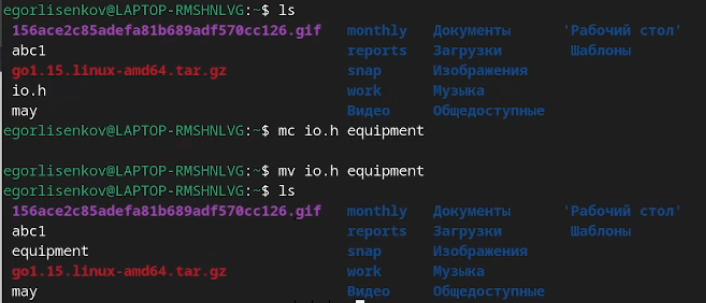 egorlisenkov@LAPTOP-RMSHNLVG:~$ ls
156ace2c85adefa81b689adf570cc126.gif monthly Документы 'Рабочий стол'
abc1 reports Загрузки Шаблоны
go1.15.linux-amd64.tar.gz snap Изображения
io.h work Музыка
may Видео Общедоступные
egorlisenkov@LAPTOP-RMSHNLVG:~$ mc io.h equipment
egorlisenkov@LAPTOP-RMSHNLVG:~$ mv io.h equipment
egorlisenkov@LAPTOP-RMSHNLVG:~$ ls
156ace2c85adefa81b689adf570cc126.gif monthly Документы 'Рабочий стол'
abc1 reports Загрузки Шаблоны
equipment snap Изображения
go1.15.linux-amd64.tar.gz work Музыка
may Видео Общедоступные